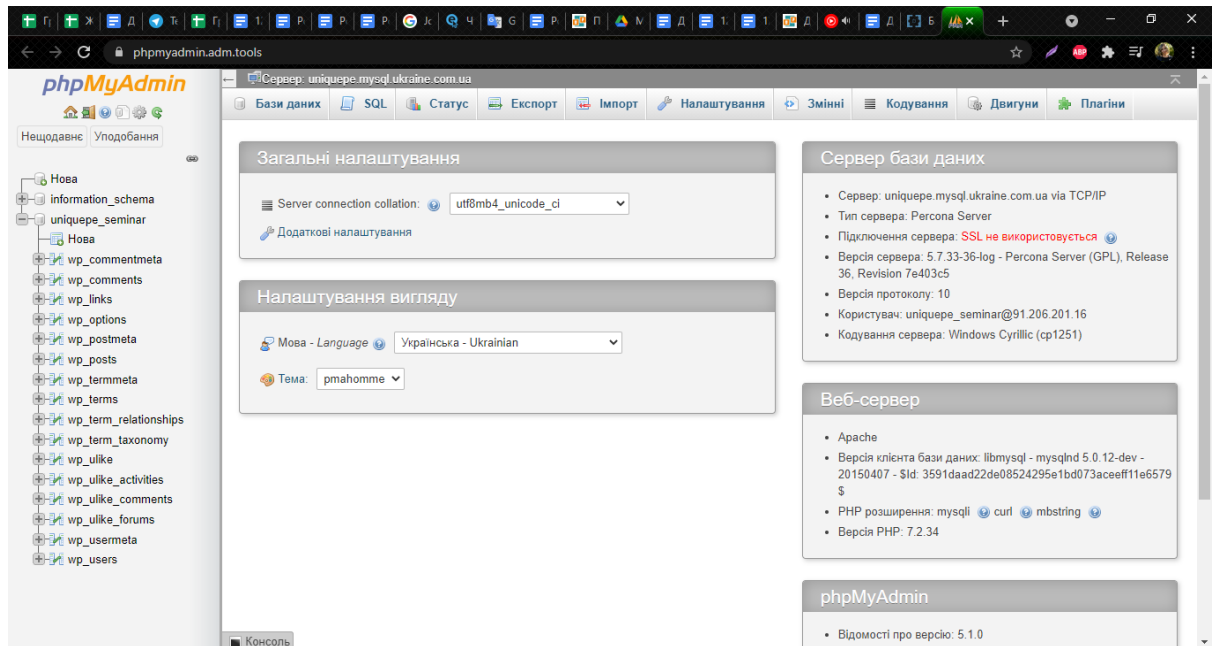 phpmyadmin.adm.tools
ABP
phpMyAdmin
Нещодавнє Уподобання
Нова
information_schema
uniquepe_seminar
Нова
wp_commentmeta
wp_comments
wp_links
wp_options
wp_postmeta
wp_posts
wp_termmeta
wp_terms
wp_term_relationships
wp_term_taxonomy
wp_ulike
wp_ulike_activities
wp_ulike_comments
wp_ulike_forums
wp_usermeta
wp_users
Сервер: uniquepe.mysql.ukraine.com.ua
Бази даних SQL Статус Експорт Імпорт Налаштування Змінні Кодування Двигуни Плагіни
Загальні налаштування
Server connection collation: utf8mb4_unicode_ci
Додаткові налаштування
Налаштування вигляду
Мова - Language Українська - Ukrainian
Тема: pmahomme
Консоль
Сервер бази даних
• Сервер: uniquepe.mysql.ukraine.com.ua via TCP/IP
• Тип сервера: Percona Server
• Підключення сервера: SSL не використовується
• Версія сервера: 5.7.33-36-log - Percona Server (GPL), Release
36, Revision 7e403c5
• Версія протоколу: 10
• Користувач: uniquepe_seminar@91.206.201.16
• Кодування сервера: Windows Cyrillic (cp1251)
Веб-сервер
• Apache
• Версія клієнта бази даних: libmysql - mysqlnd 5.0.12-dev -
20150407 - $Id: 3591daad22de08524295e1bd073aceeff11e6579
$
• PHP розширення: mysqli curl mbstring
• Версія PHP: 7.2.34
phpMyAdmin
• Відомості про версію: 5.1.0